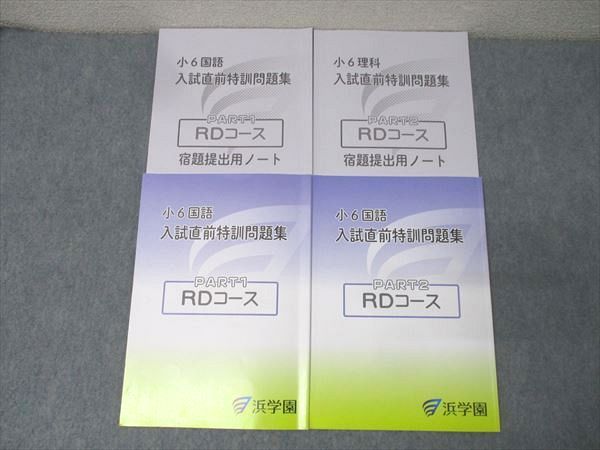 小6国語
入試直前特訓問題集
PART1
RDコース
宿題提出用ノート
小6理科
入試直前特訓問題集
PART2
RDコース
宿題提出用ノート
小6国語
入試直前特訓問題集
PART1
RDコース
浜学園
小6国語
入試直前特訓問題集
PART2
RDコース
浜学園